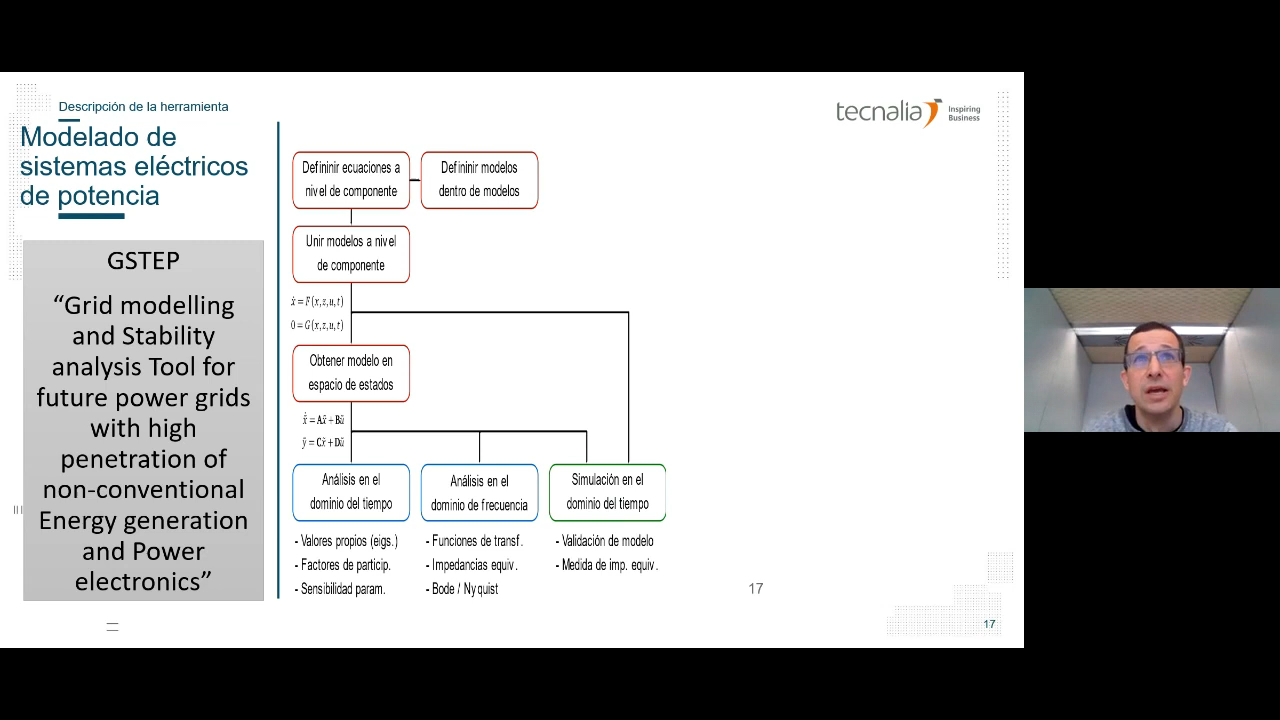 Descripción de la herramienta
Modelado de
sistemas eléctricos
de potencia
tecnalia
Inspiring
Business
GSTEP
“Grid modelling
and Stability
analysis Tool for
future power grids
with high
penetration of
non-conventional
Energy generation
and Power
electronics”
Defininir ecuaciones a
nivel de componente
Defininir modelos
dentro de modelos
Unir modelos a nivel
de componente
ẋ = F(x,z,u,t)
0 = G(x,z,u,t)
Obtener modelo en
espacio de estados
Análisis en el
dominio del tiempo
Análisis en el
dominio de frecuencia
Simulación en el
dominio del tiempo
- Valores propios (eigs.)
- Factores de particip.
- Sensibilidad param.
- Funciones de transf.
- Impedancias equiv.
- Bode / Nyquist
- Validación de modelo
- Medida de imp. equiv.
17
17